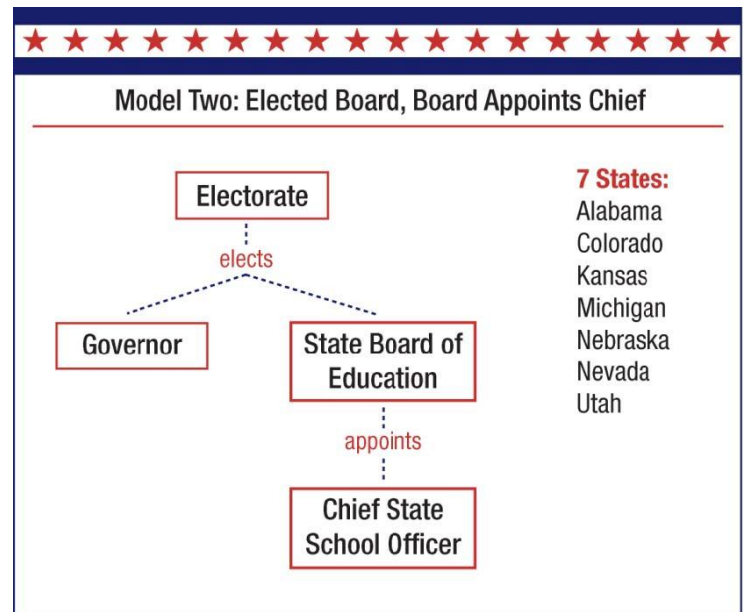 Model Two: Elected Board, Board Appoints Chief
Electorate
elects
Governor
State Board of
Education
appoints
Chief State
School Officer
7 States:
Alabama
Colorado
Kansas
Michigan
Nebraska
Nevada
Utah